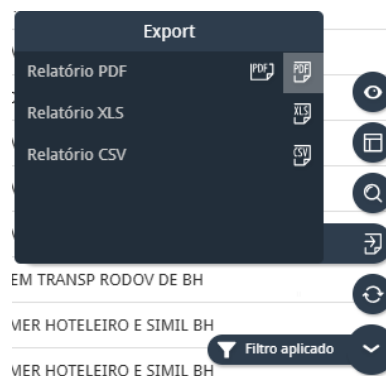 Export
Relatório PDF
PDF PDF
Relatório XLS
XLS
Relatório CSV
CSV
EM TRANSP RODOV DE BH
MER HOTELEIRO E SIMIL BH
Filtro aplicado
MER HOTELEIRO E SIMIL BH